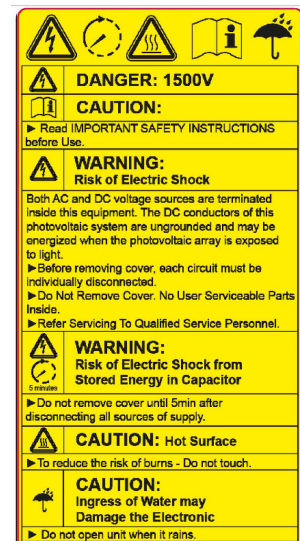 DANGER: 1500V
CAUTION:
► Read IMPORTANT SAFETY INSTRUCTIONS
before Use.
WARNING:
Risk of Electric Shock
Both AC and DC voltage sources are terminated
inside this equipment. The DC conductors of this
photovoltaic system are ungrounded and may be
energized when the photovoltaic array is exposed
to light.
►Before removing cover, each circuit must be
individually disconnected.
►Do Not Remove Cover. No User Serviceable Parts
Inside.
►Refer Servicing To Qualified Service Personnel.
WARNING:
Risk of Electric Shock from
Stored Energy in Capacitor
5 minutes
►Do not remove cover until 5min after
disconnecting all sources of supply.
CAUTION: Hot Surface
►To reduce the risk of burns - Do not touch.
CAUTION:
Ingress of Water may
Damage the Electronic
► Do not open unit when it rains.